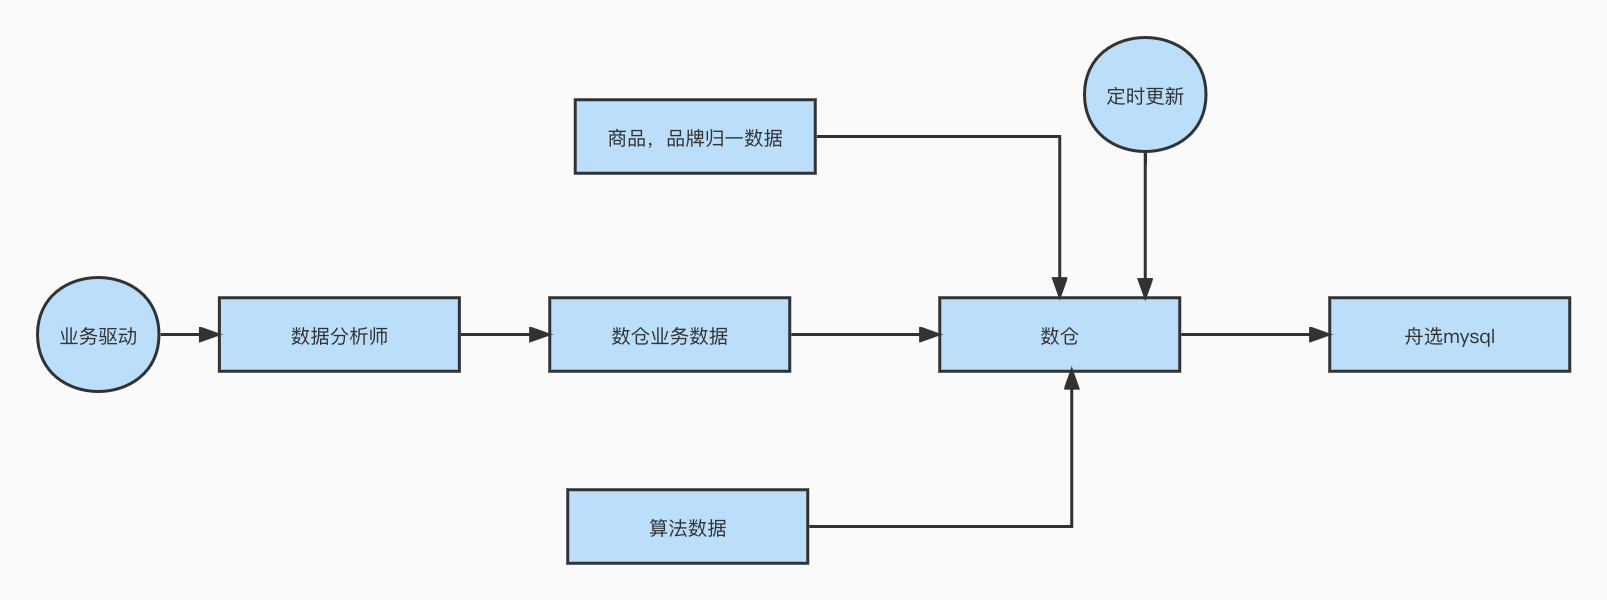 定时更新
商品，品牌归一数据
业务驱动
数据分析师
数仓业务数据
数仓
舟选mysql
算法数据